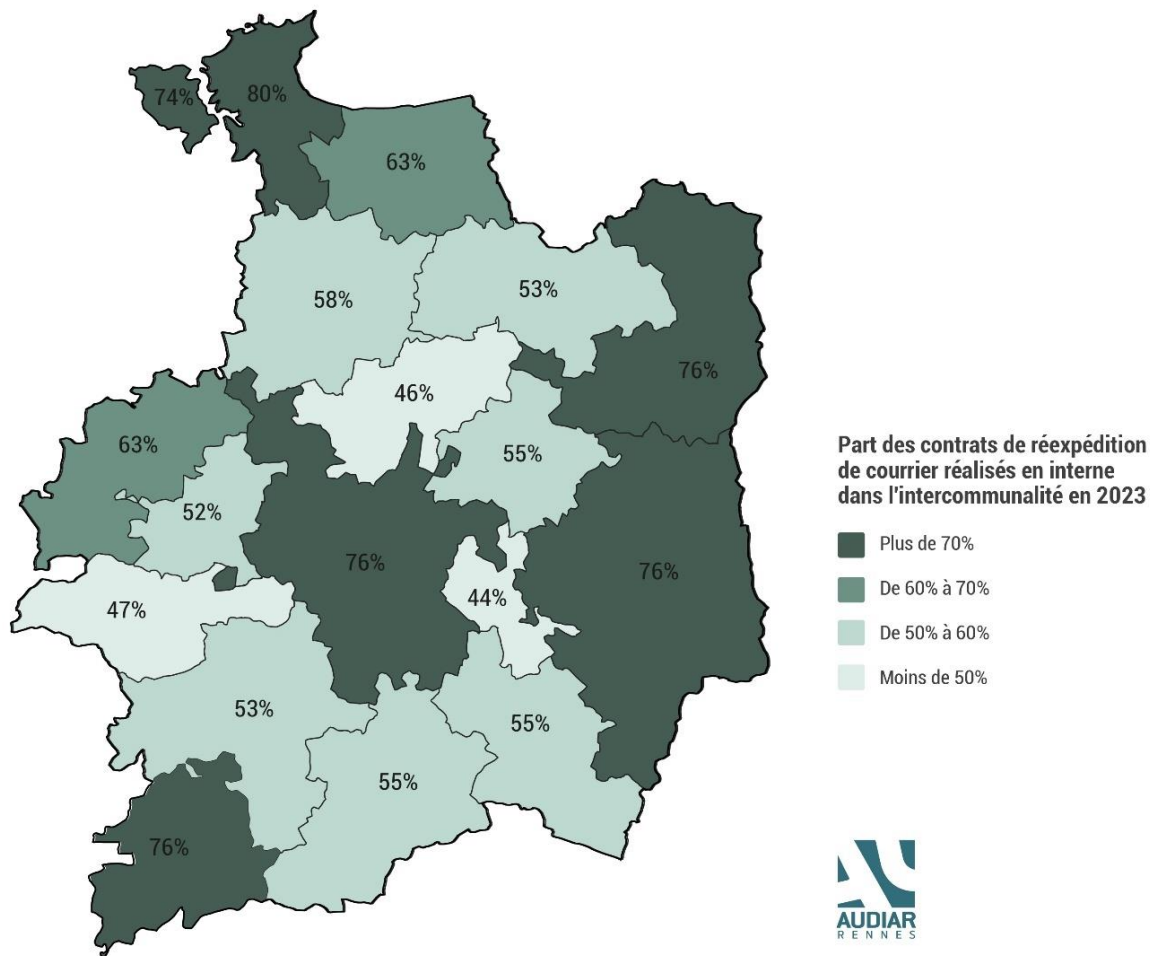 74%
80%
63%
58%
53%
76%
46%
63%
55%
52%
76%
76%
47%
44%
53%
55%
55%
76%
Part des contrats de réexpédition
de courrier réalisés en interne
dans l'intercommunalité en 2023
Plus de 70%
De 60% à 70%
De 50% à 60%
Moins de 50%
AU
AUDIAR
RENNES